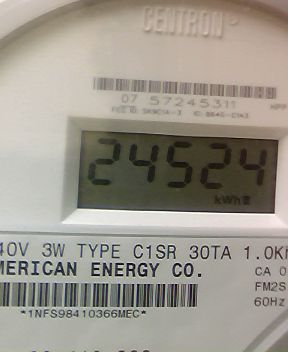 CENTRON
07 57245311
24524
kWh
40V 3W TYPE C1SR 30TA 1.0Kh
MERICAN ENERGY CO.
CA 0
FM2S
60Hz
*1NFS98410366MEC*